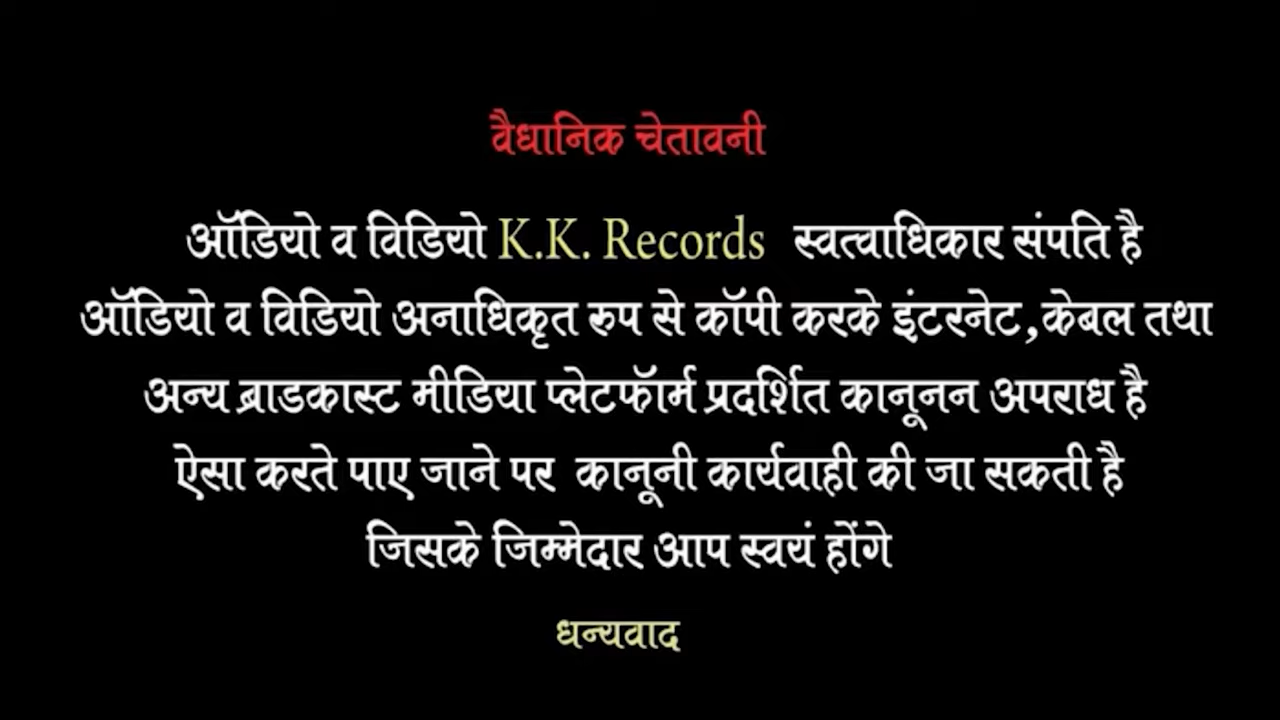 वैधानिक चेतावनी
ऑडियो व विडियो K.K. Records स्वत्वाधिकार संपति है
ऑडियो व विडियो अनाधिकृत रुप से कॉपी करके इंटरनेट,केबल तथा
अन्य ब्राडकास्ट मीडिया प्लेटफॉर्म प्रदर्शित कानूनन अपराध है
ऐसा करते पाए जाने पर कानूनी कार्यवाही की जा सकती है
जिसके जिम्मेदार आप स्वयं होंगे
धन्यवाद